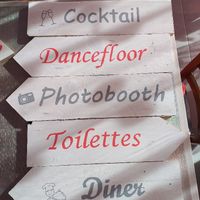 Cocktail
Dancefloor
Photobooth
Toilettes
Diner